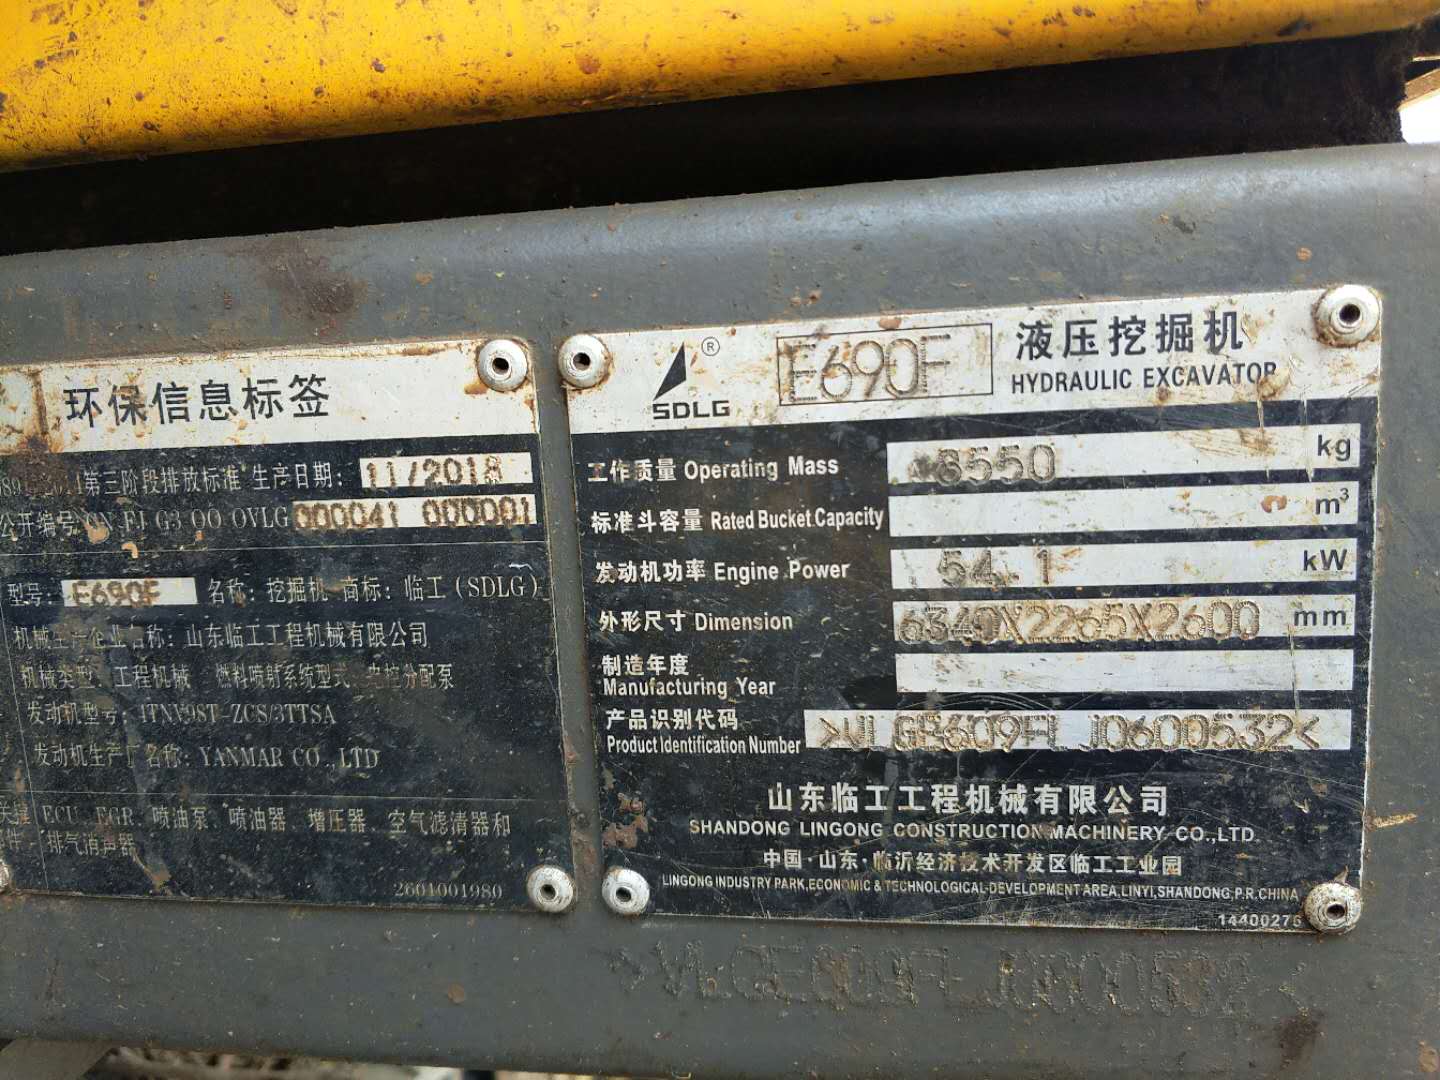 环保信息标签
第三阶段排放标准 生产日期: 11/2018
公开编号 CN FJ G3 00 0VLG 000041 000001
型号: E690F 名称: 挖掘机 商标: 临工 (SDLG)
机械生产企业名称: 山东临工工程机械有限公司
机械类型: 工程机械 燃料喷射系统型式: 电控分配泵
发动机型号: 4TNV98T-ZCS/3TTSA
发动机生产厂名称: YANMAR CO.,LTD
关键 ECU、EGR、喷油泵、喷油器、增压器、空气滤清器和
件: 排气消声器
2601001980
SDLG ® E690F 液压挖掘机
HYDRAULIC EXCAVATOR
工作质量 Operating Mass 8550 kg
标准斗容量 Rated Bucket Capacity m³
发动机功率 Engine Power 54.1 kW
外形尺寸 Dimension 6340X2265X2600 mm
制造年度
Manufacturing Year
产品识别代码
Product Identification Number >VLGE609FLJ0600532<
山东临工工程机械有限公司
SHANDONG LINGONG CONSTRUCTION MACHINERY CO.,LTD.
中国·山东·临沂经济技术开发区临工工业园
LINGONG INDUSTRY PARK,ECONOMIC & TECHNOLOGICAL DEVELOPMENT AREA,LINYI,SHANDONG,P.R.CHINA
14400276
>VLGE609FLJ0600532<